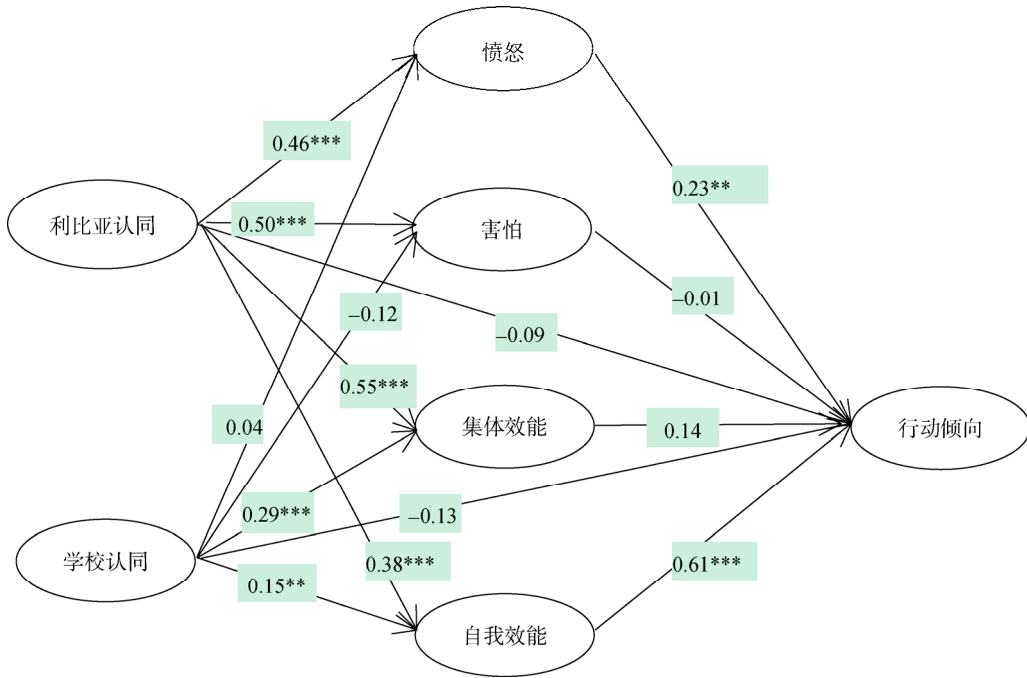 愤怒
0.46***
0.23**
利比亚认同
0.50***
害怕
−0.12
−0.01
−0.09
0.55***
0.04
集体效能
0.14
行动倾向
0.29***
−0.13
学校认同
0.38***
0.61***
0.15**
自我效能